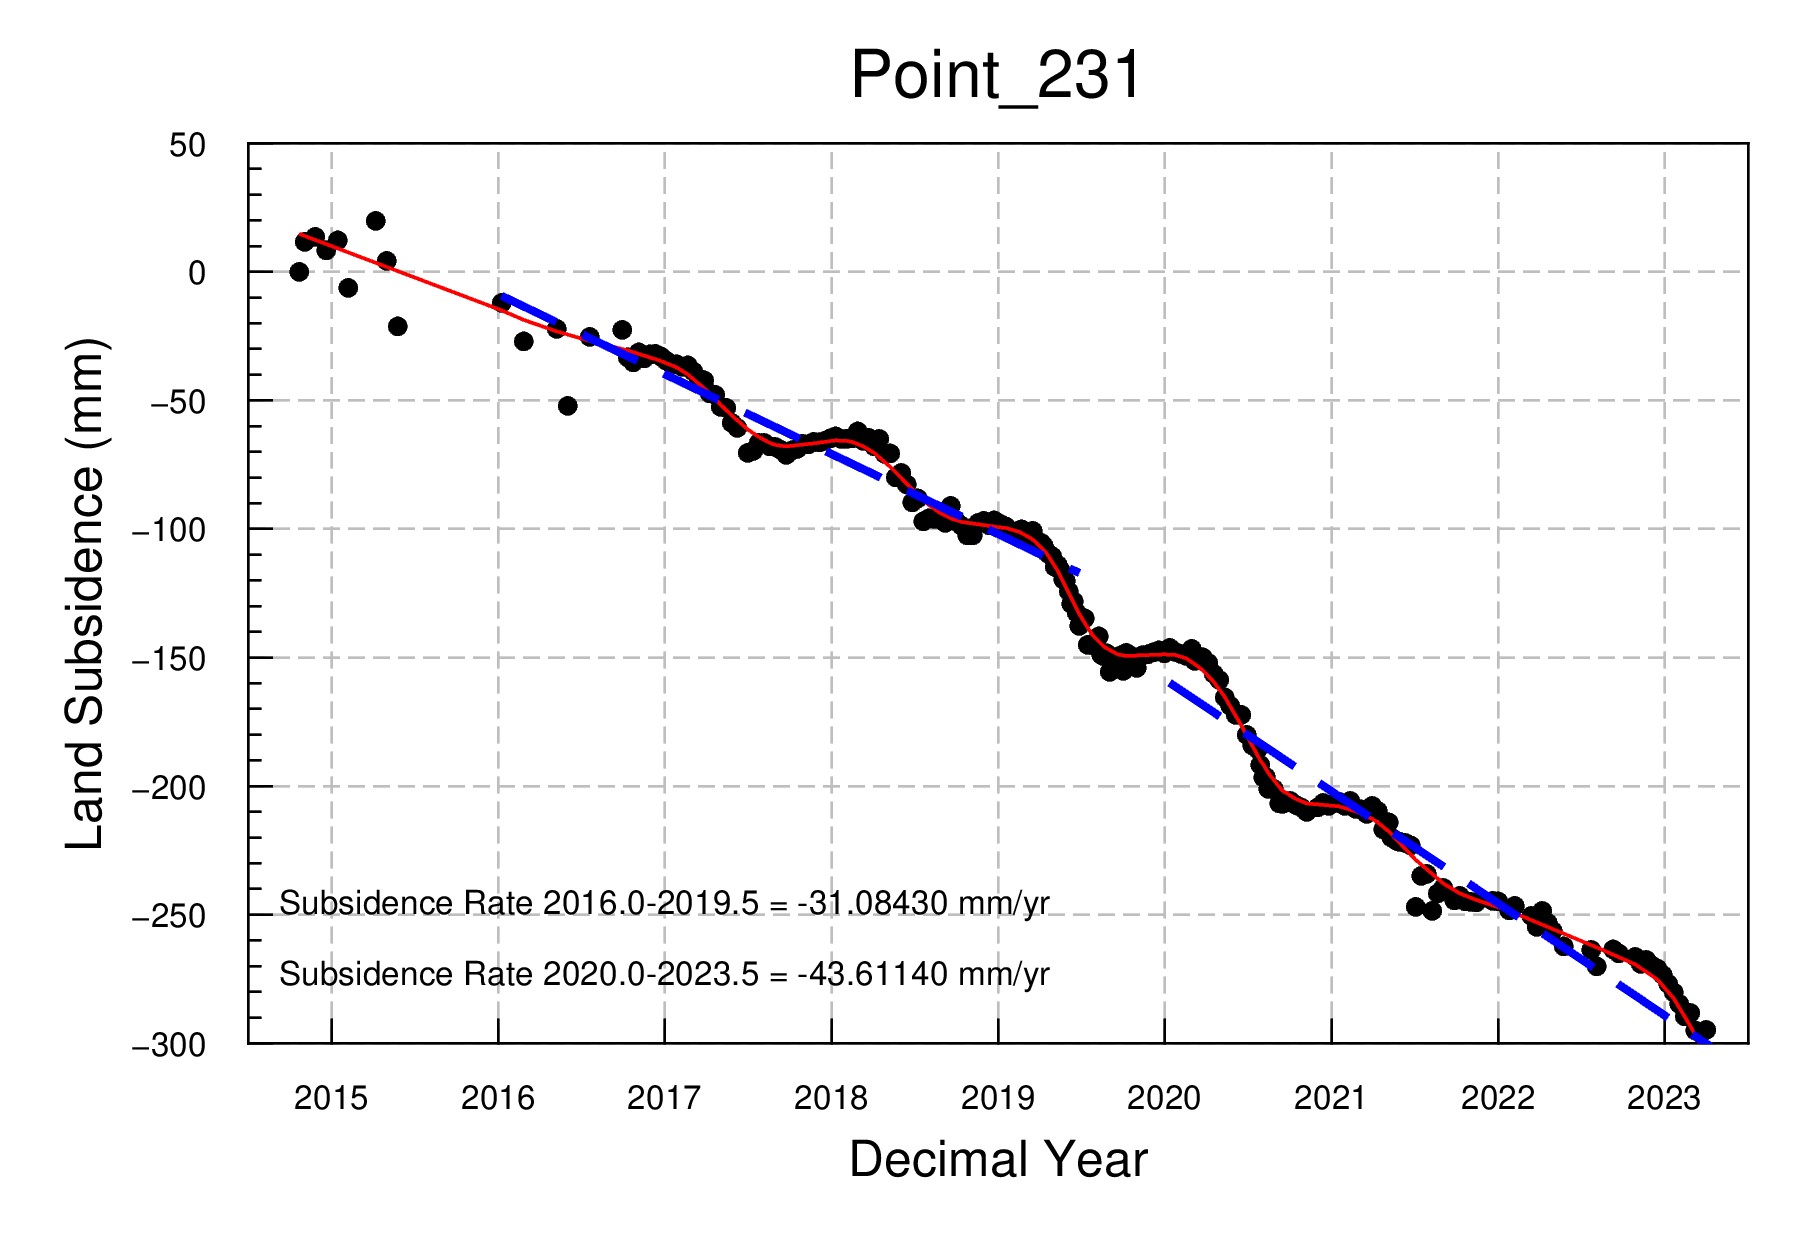 Point_231
50
0
−50
−100
−150
−200
−250
−300
Land Subsidence (mm)
Subsidence Rate 2016.0-2019.5 = -31.08430 mm/yr
Subsidence Rate 2020.0-2023.5 = -43.61140 mm/yr
2015 2016 2017 2018 2019 2020 2021 2022 2023
Decimal Year